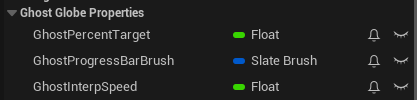 Ghost Globe Properties
GhostPercentTarget Float
GhostProgressBarBrush Slate Brush
GhostInterpSpeed Float